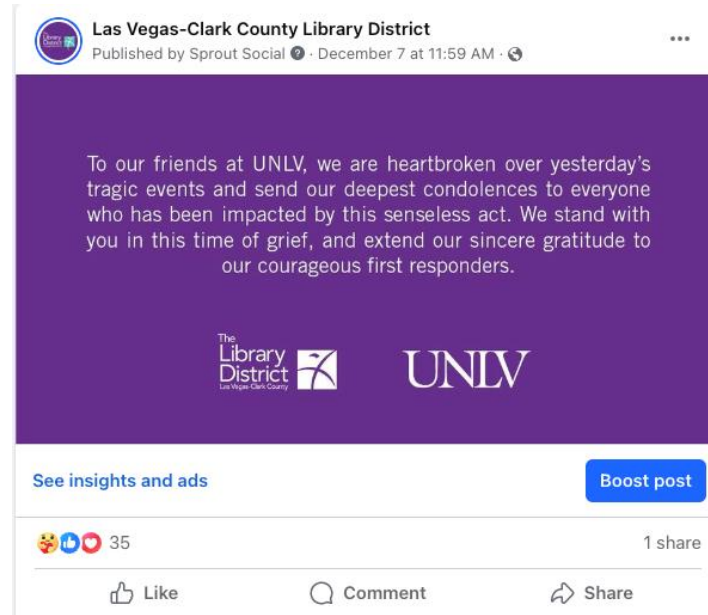 Las Vegas-Clark County Library District
Published by Sprout Social · December 7 at 11:59 AM ·
To our friends at UNLV, we are heartbroken over yesterday's
tragic events and send our deepest condolences to everyone
who has been impacted by this senseless act. We stand with
you in this time of grief, and extend our sincere gratitude to
our courageous first responders.
The
Library
District
Las Vegas-Clark County
UNLV
See insights and ads
Boost post
35
1 share
Like
Comment
Share